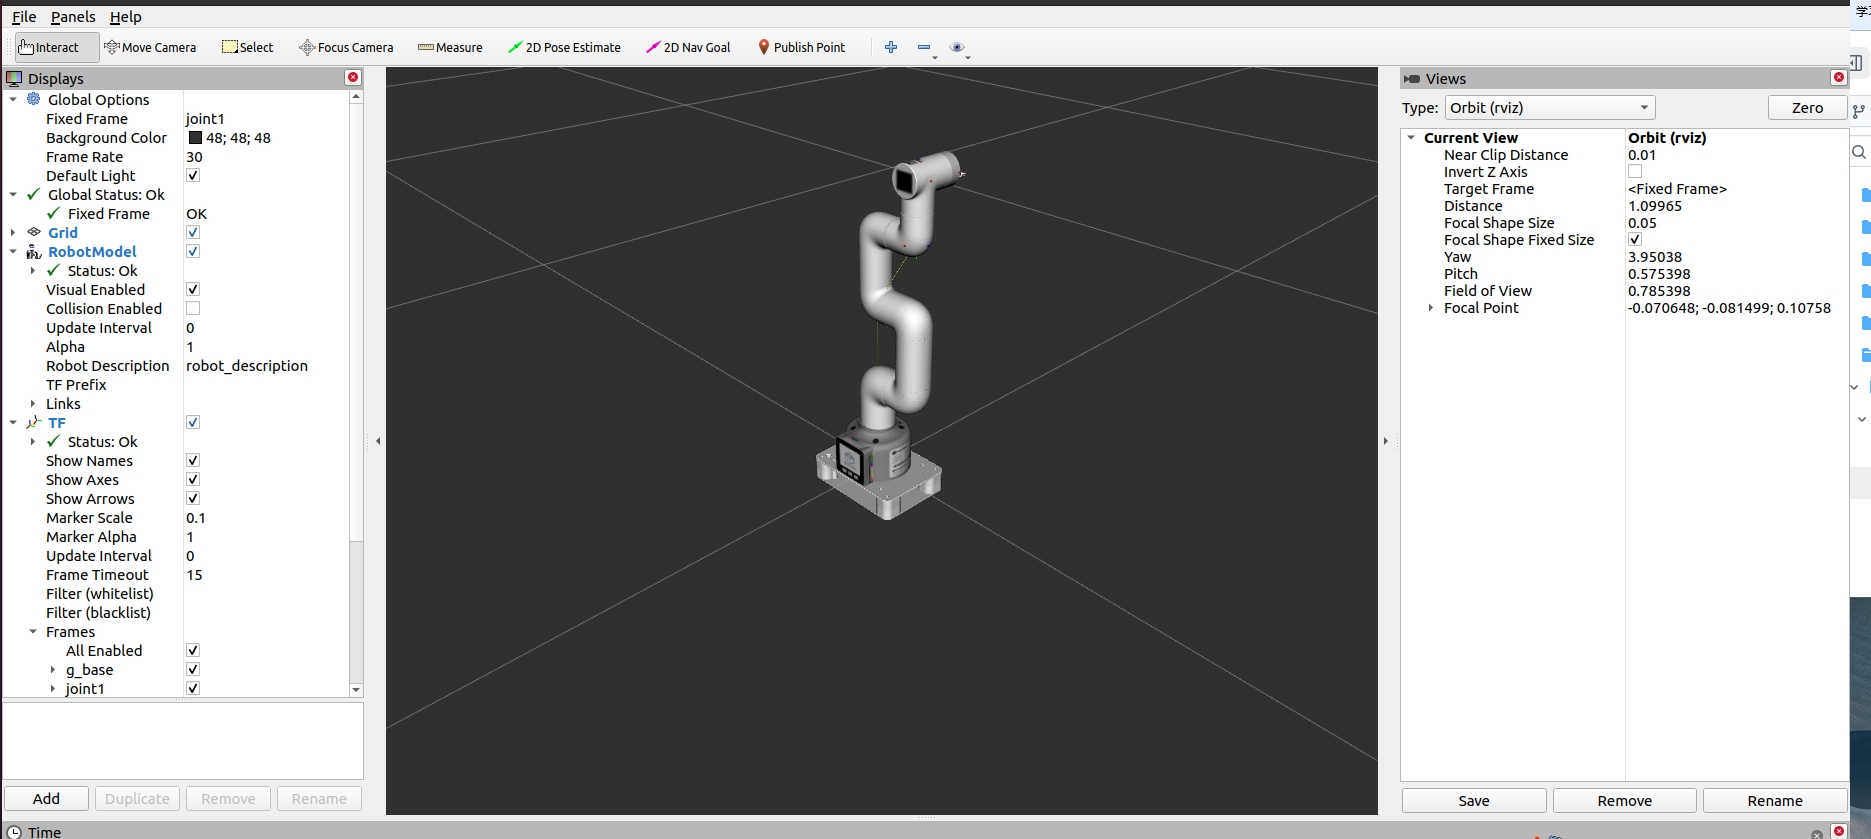 File Panels Help
Interact Move Camera Select Focus Camera Measure 2D Pose Estimate 2D Nav Goal Publish Point
Displays
Global Options
Fixed Frame joint1
Background Color 48; 48; 48
Frame Rate 30
Default Light
Global Status: Ok
Fixed Frame OK
Grid
RobotModel
Status: Ok
Visual Enabled
Collision Enabled
Update Interval 0
Alpha 1
Robot Description robot_description
TF Prefix
Links
TF
Status: Ok
Show Names
Show Axes
Show Arrows
Marker Scale 0.1
Marker Alpha 1
Update Interval 0
Frame Timeout 15
Filter (whitelist)
Filter (blacklist)
Frames
All Enabled
g_base
joint1
Add Duplicate Remove Rename
Time
Views
Type: Orbit (rviz) Zero
Current View Orbit (rviz)
Near Clip Distance 0.01
Invert Z Axis
Target Frame <Fixed Frame>
Distance 1.09965
Focal Shape Size 0.05
Focal Shape Fixed Size
Yaw 3.95038
Pitch 0.575398
Field of View 0.785398
Focal Point -0.070648; -0.081499; 0.10758
Save Remove Rename
学